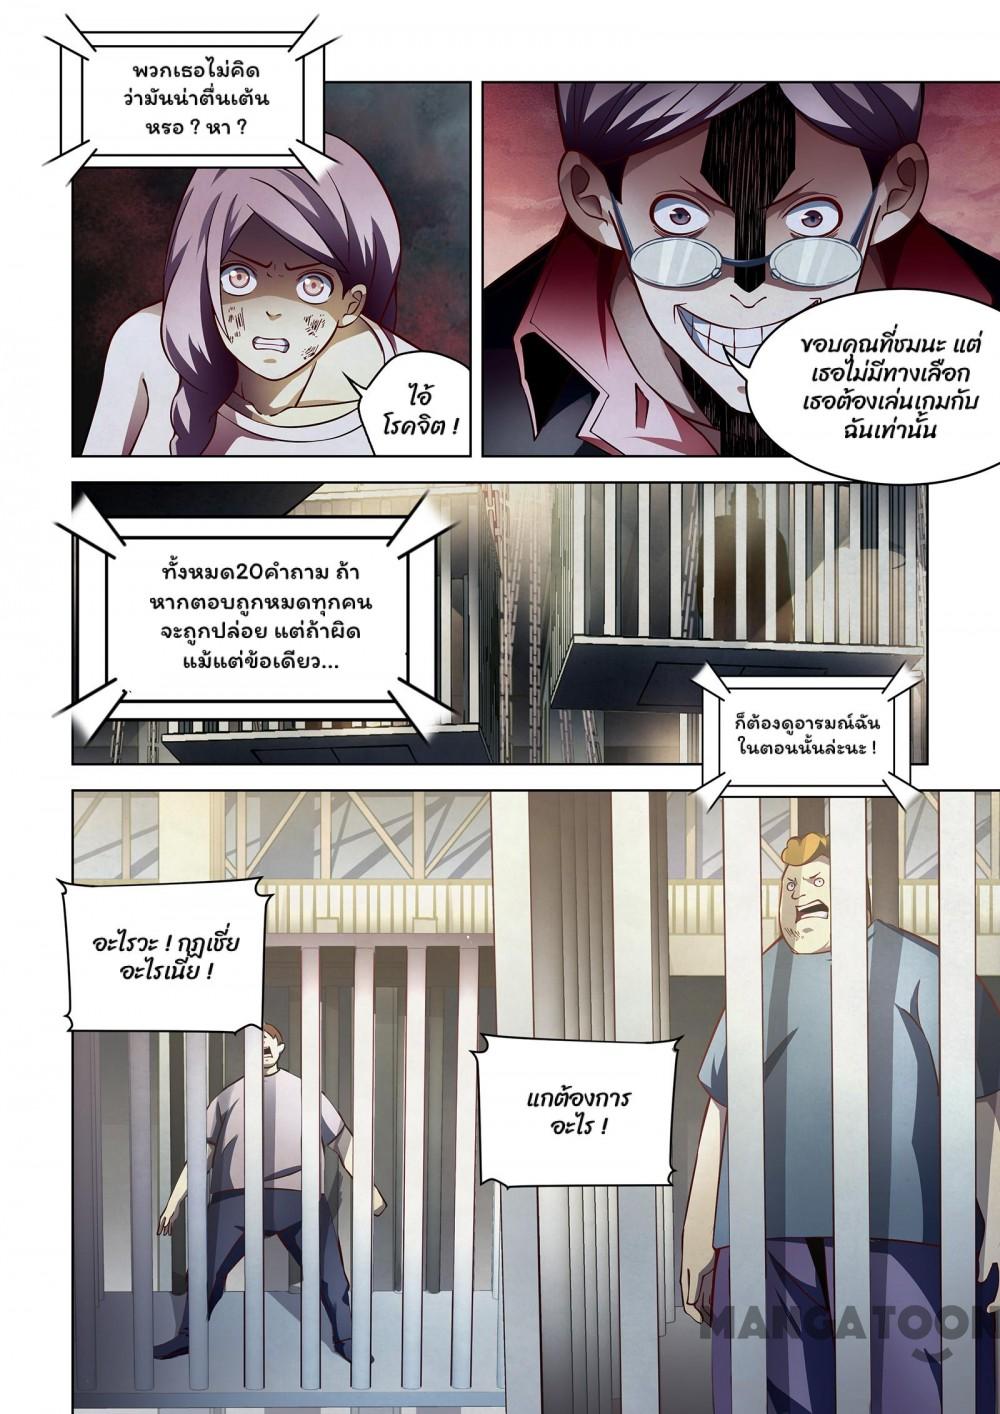 พวกเธอไม่คิด
ว่ามันน่าตื่นเต้น
หรอ ? หา ?
ไอ้
โรคจิต !
ขอบคุณที่ชมนะ แต่
เธอไม่มีทางเลือก
เธอต้องเล่นเกมกับ
ฉันเท่านั้น
ทั้งหมด20คำถาม ถ้า
หากตอบถูกหมดทุกคน
จะถูกปล่อย แต่ถ้าผิด
แม้แต่ข้อเดียว...
ก็ต้องดูอารมณ์ฉัน
ในตอนนั้นล่ะนะ !
อะไรวะ ! กฎเชี่ย
อะไรเนี่ย !
แกต้องการ
อะไร !
MANGATOON